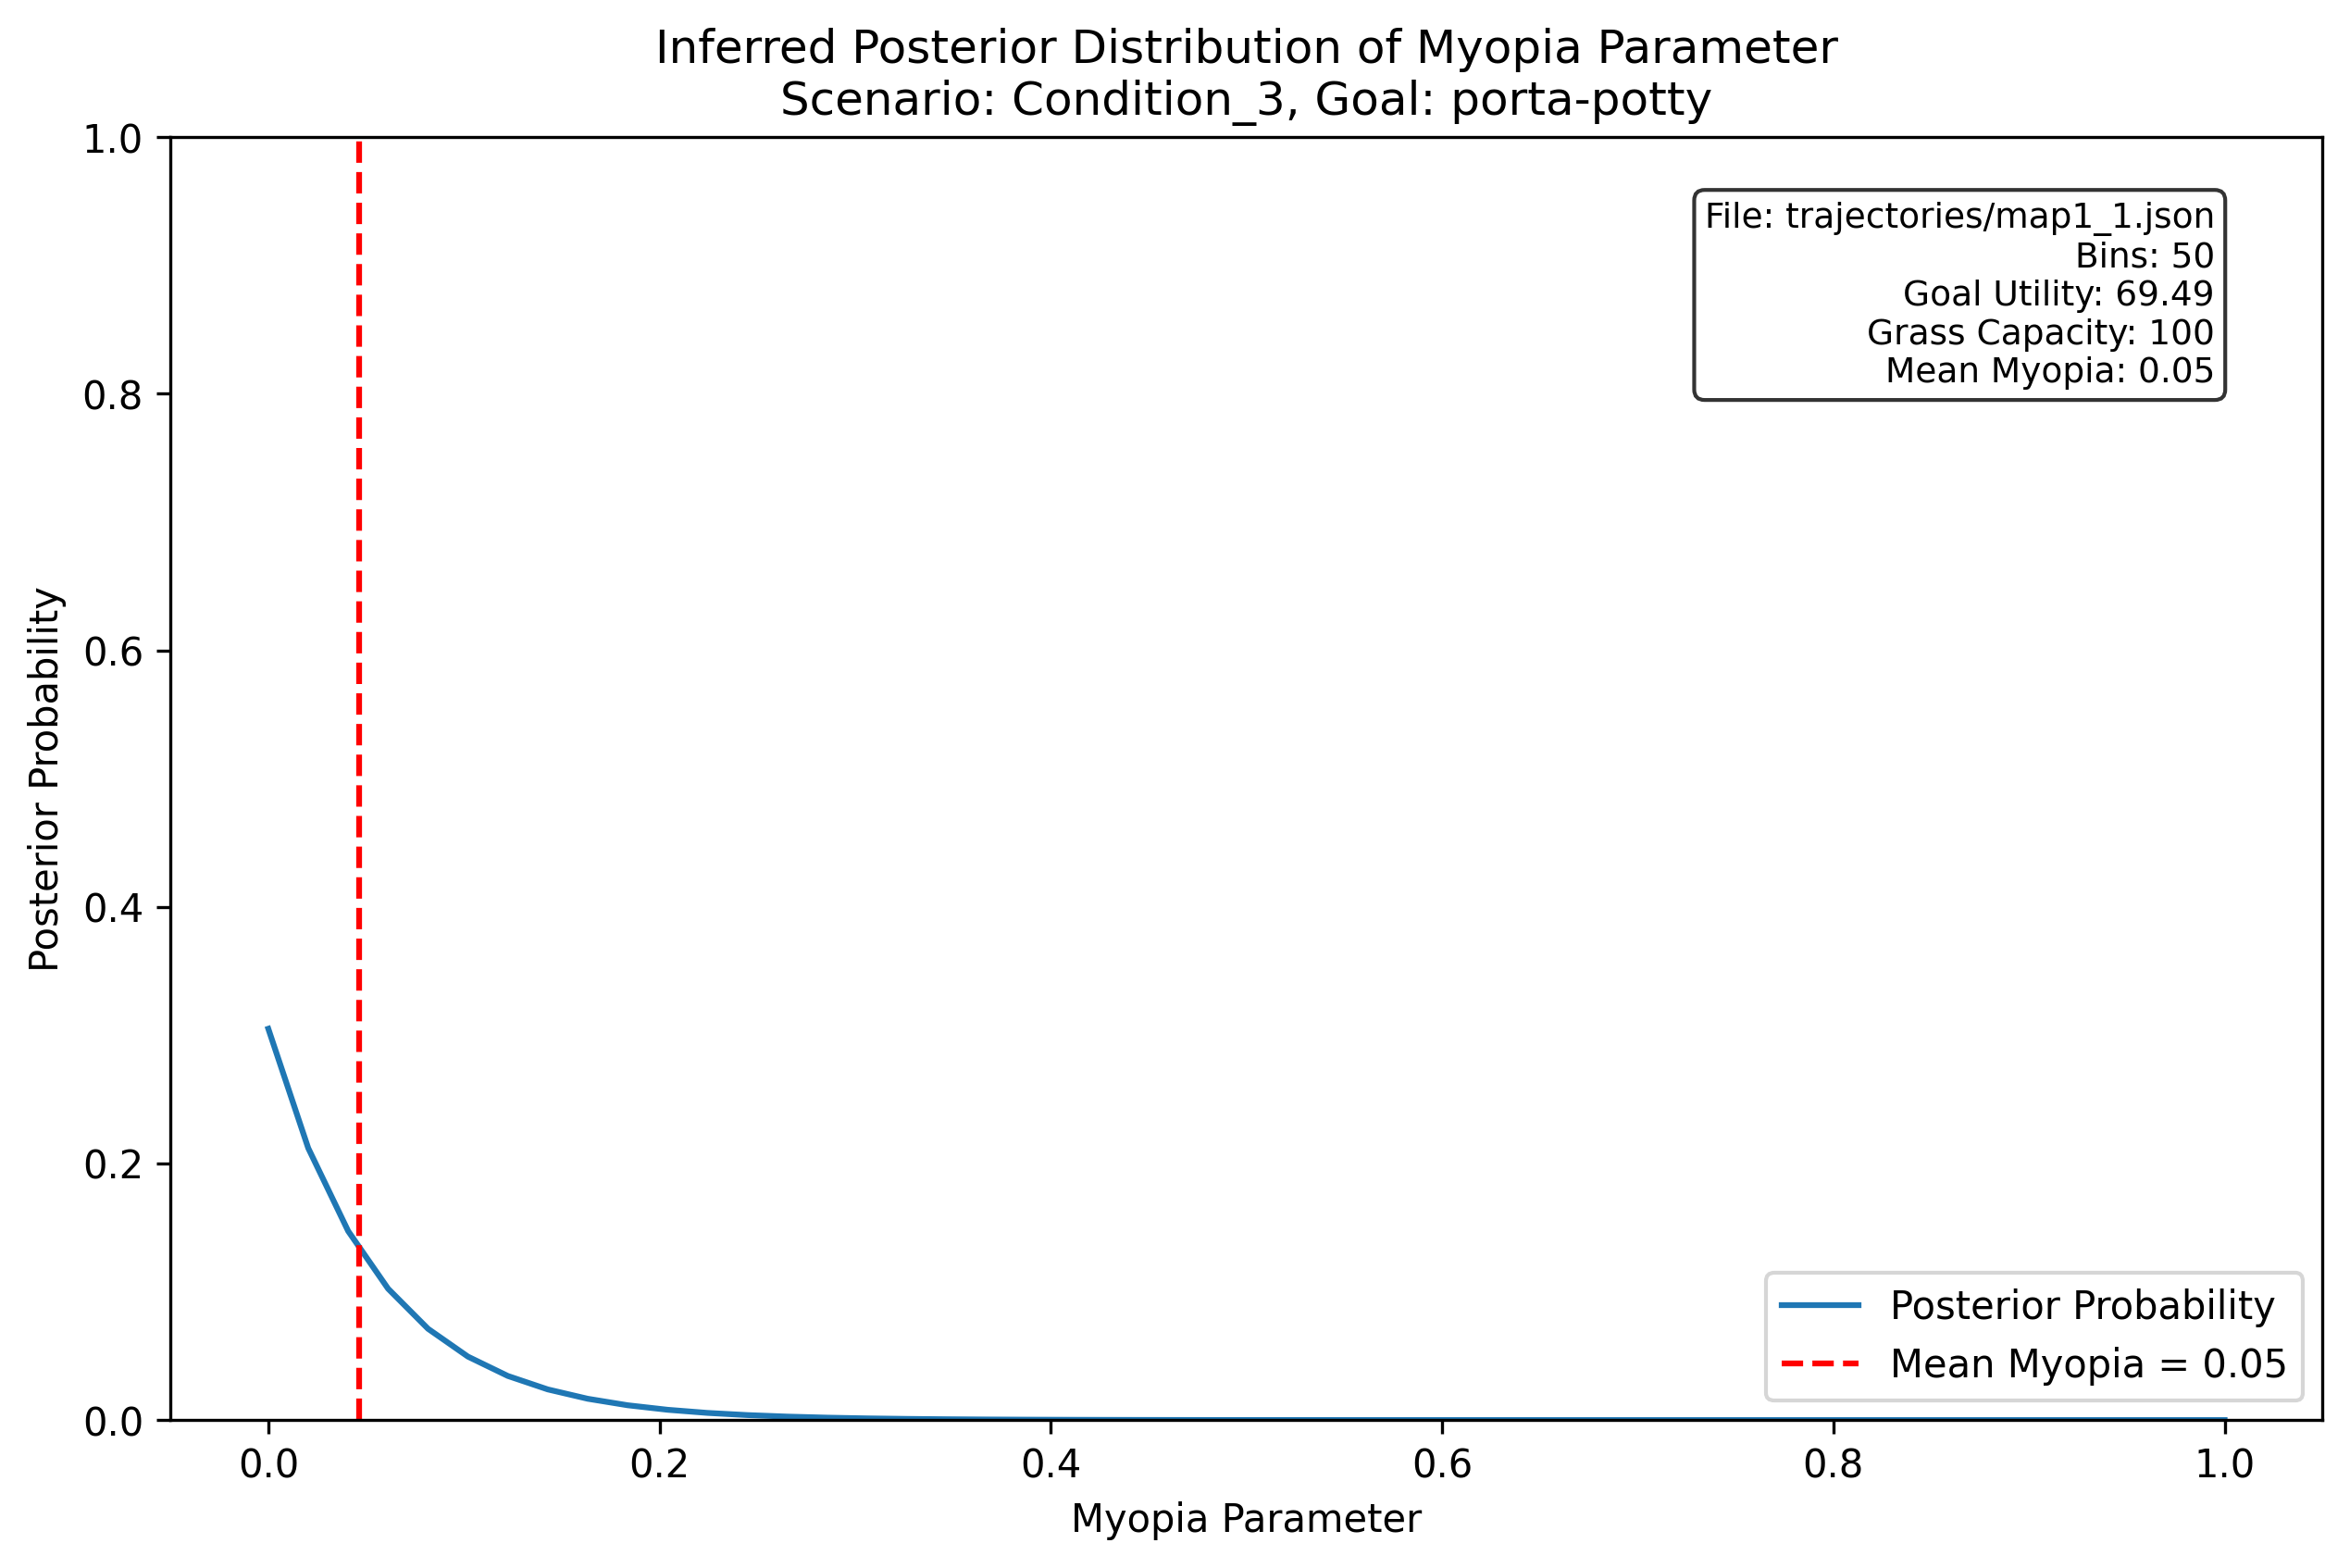 Inferred Posterior Distribution of Myopia Parameter
Scenario: Condition_3, Goal: porta-potty
File: trajectories/map1_1.json
Bins: 50
Goal Utility: 69.49
Grass Capacity: 100
Mean Myopia: 0.05
Posterior Probability
1.0
0.8
0.6
0.4
0.2
0.0
Posterior Probability
Mean Myopia = 0.05
0.0 0.2 0.4 0.6 0.8 1.0
Myopia Parameter